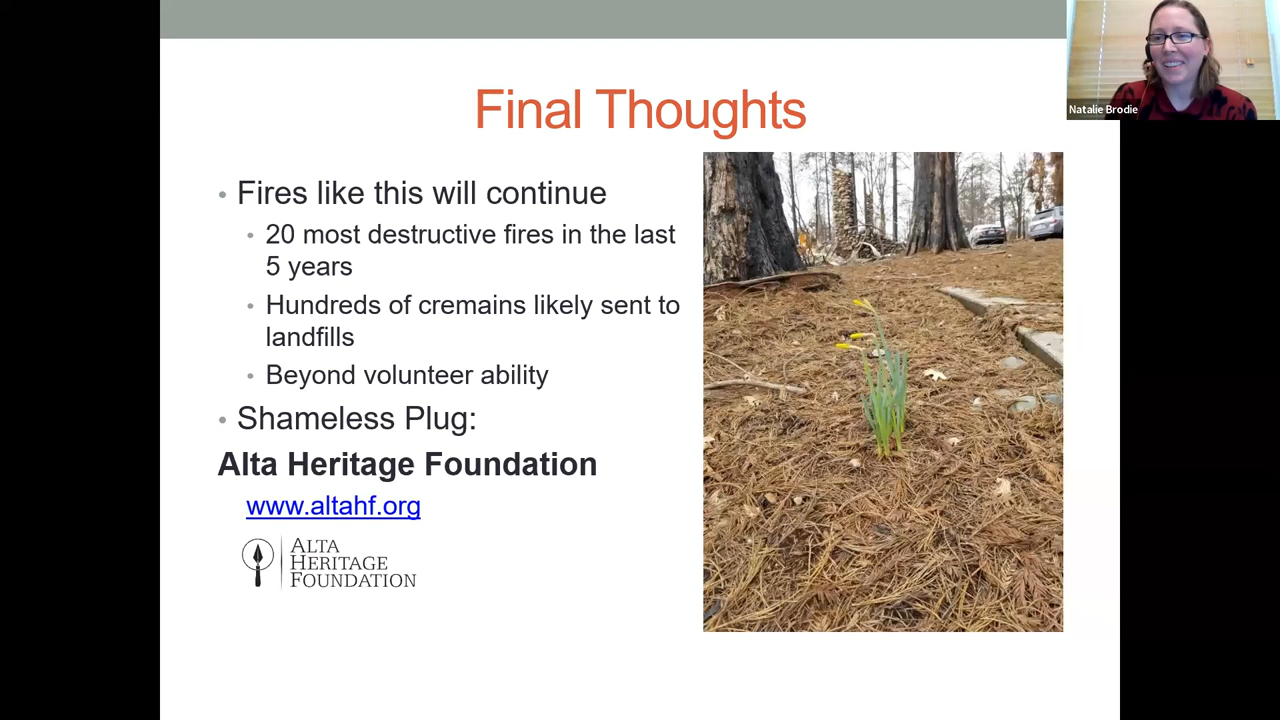 Final Thoughts
Natalie Brodie
• Fires like this will continue
• 20 most destructive fires in the last
5 years
• Hundreds of cremains likely sent to
landfills
• Beyond volunteer ability
• Shameless Plug:
Alta Heritage Foundation
www.altahf.org
ALTA
HERITAGE
FOUNDATION